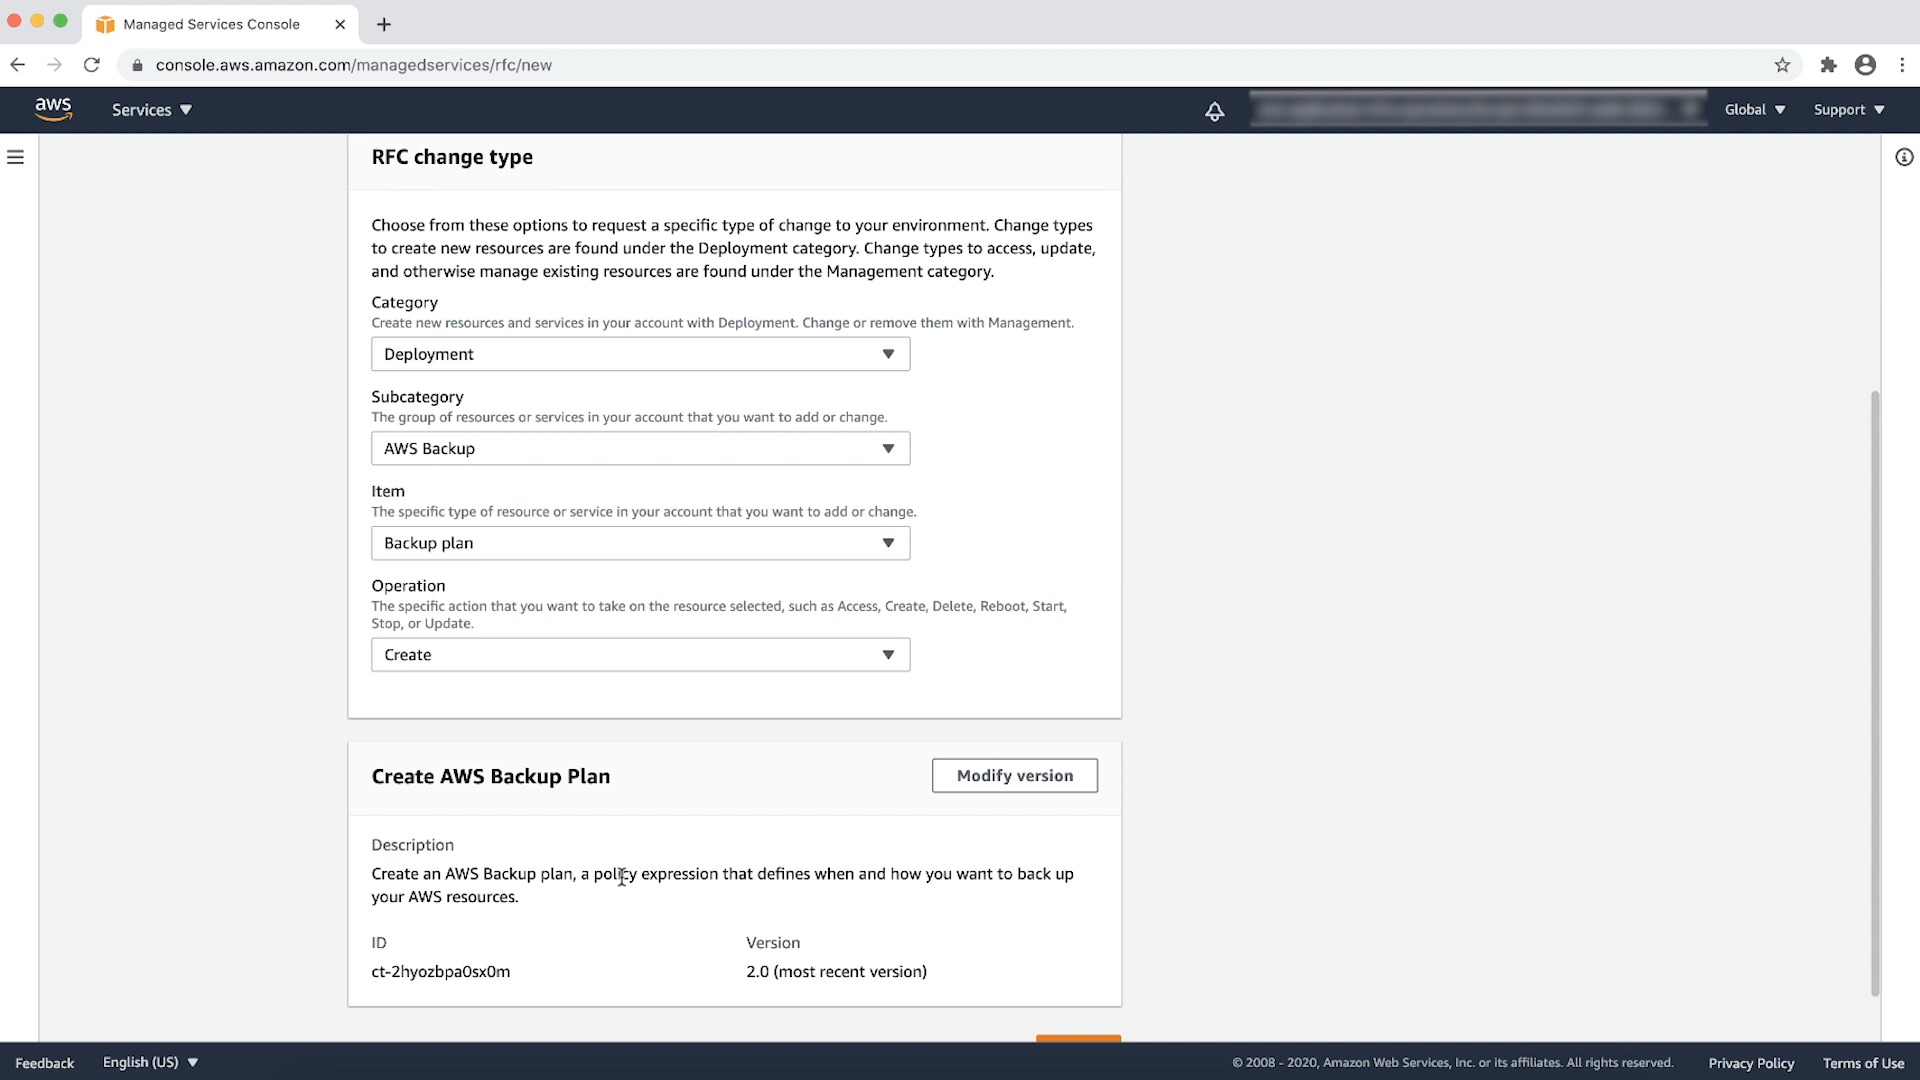 Managed Services Console
console.aws.amazon.com/managedservices/rfc/new
aws
Services
Global
Support
RFC change type
Choose from these options to request a specific type of change to your environment. Change types
to create new resources are found under the Deployment category. Change types to access, update,
and otherwise manage existing resources are found under the Management category.
Category
Create new resources and services in your account with Deployment. Change or remove them with Management.
Deployment
Subcategory
The group of resources or services in your account that you want to add or change.
AWS Backup
Item
The specific type of resource or service in your account that you want to add or change.
Backup plan
Operation
The specific action that you want to take on the resource selected, such as Access, Create, Delete, Reboot, Start,
Stop, or Update.
Create
Create AWS Backup Plan
Modify version
Description
Create an AWS Backup plan, a policy expression that defines when and how you want to back up
your AWS resources.
ID
Version
ct-2hyozbpa0sx0m
2.0 (most recent version)
Feedback
English (US)
© 2008 - 2020, Amazon Web Services, Inc. or its affiliates. All rights reserved.
Privacy Policy
Terms of Use